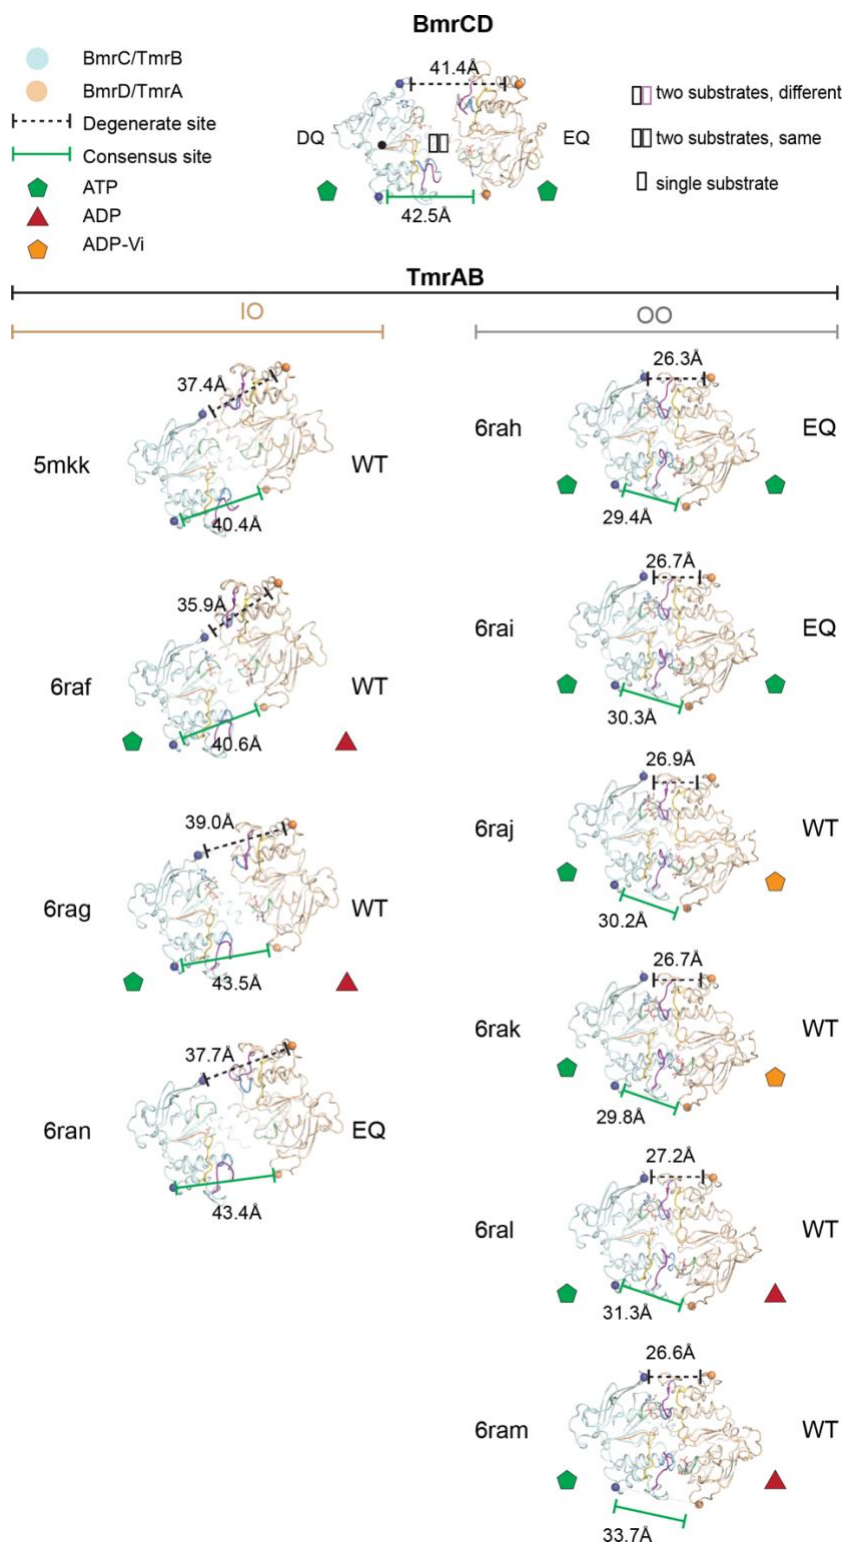 BmrCD
BmrC/TmrB
BmrD/TmrA
Degenerate site
Consensus site
ATP
ADP
ADP-Vi
41.4Å
DQ
EQ
42.5Å
two substrates, different
two substrates, same
single substrate
TmrAB
IO
OO
37.4Å
5mkk
WT
40.4Å
35.9Å
6raf
WT
40.6Å
39.0Å
6rag
WT
43.5Å
37.7Å
6ran
EQ
43.4Å
26.3Å
6rah
EQ
29.4Å
26.7Å
6rai
EQ
30.3Å
26.9Å
6raj
WT
30.2Å
26.7Å
6rak
WT
29.8Å
27.2Å
6ral
WT
31.3Å
26.6Å
6ram
WT
33.7Å